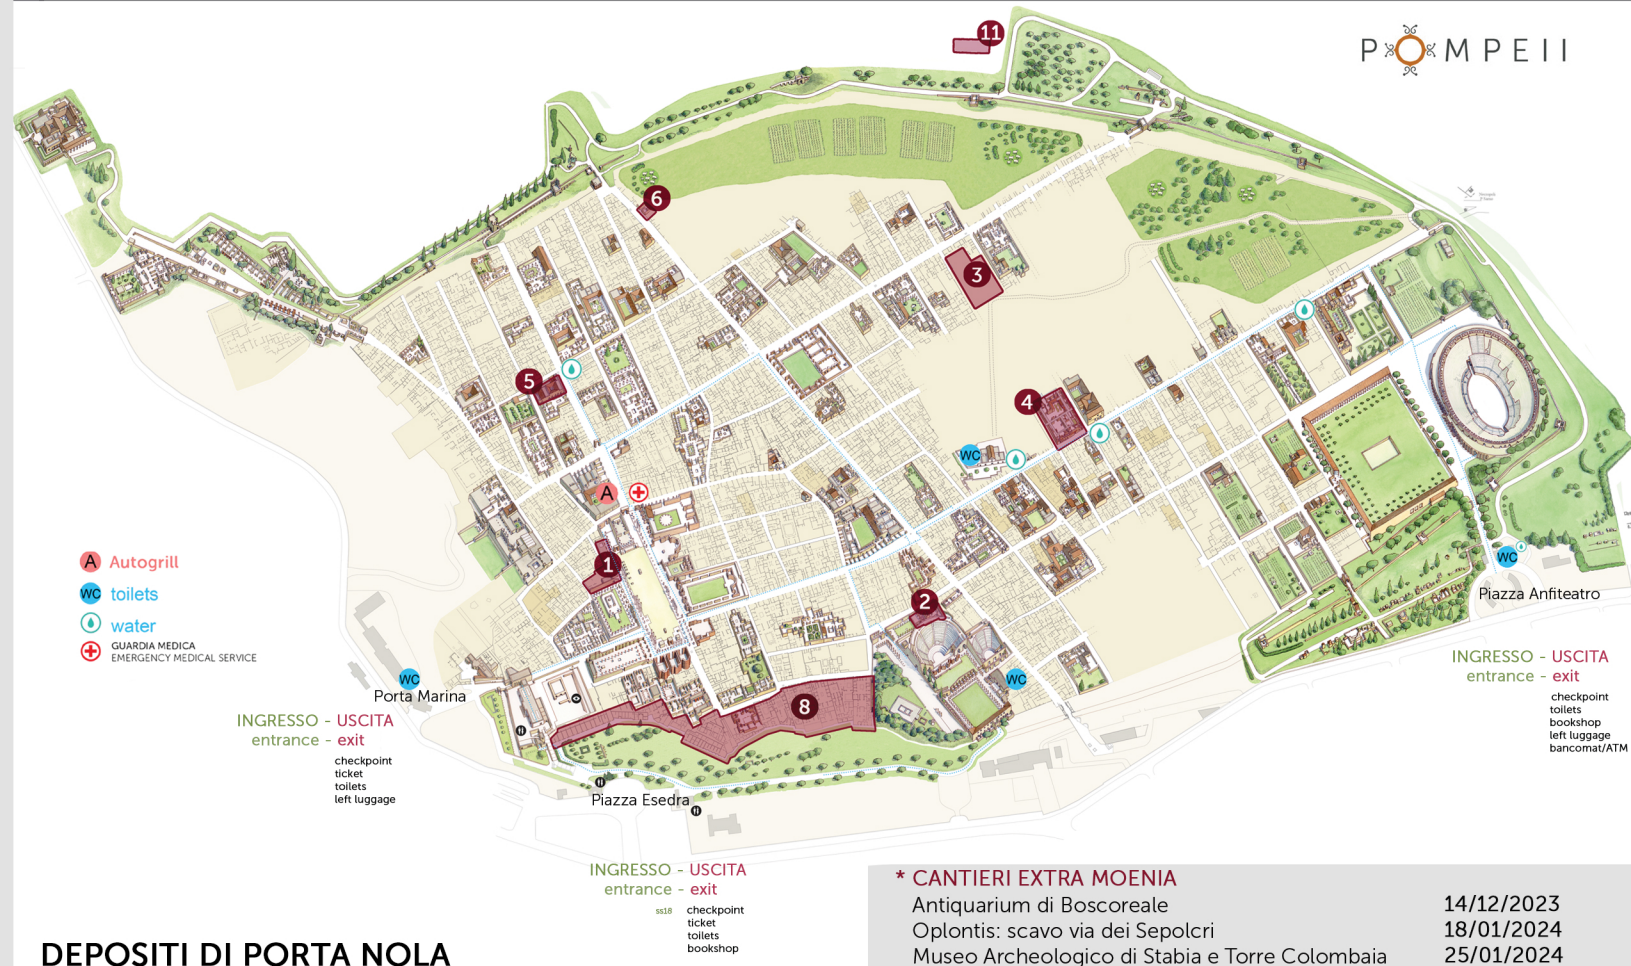 11
POMPEII
6
3
5
4
WC
A
1
2
WC
A Autogrill
WC toilets
water
GUARDIA MEDICA
EMERGENCY MEDICAL SERVICE
Piazza Anfiteatro
WC
Porta Marina
WC
8
INGRESSO - USCITA
entrance - exit
checkpoint
toilets
bookshop
left luggage
bancomat/ATM
INGRESSO - USCITA
entrance - exit
checkpoint
ticket
toilets
left luggage
Piazza Esedra
INGRESSO - USCITA
entrance - exit
ss18
checkpoint
ticket
toilets
bookshop
DEPOSITI DI PORTA NOLA
* CANTIERI EXTRA MOENIA
Antiquarium di Boscoreale 14/12/2023
Oplontis: scavo via dei Sepolcri 18/01/2024
Museo Archeologico di Stabia e Torre Colombaia 25/01/2024